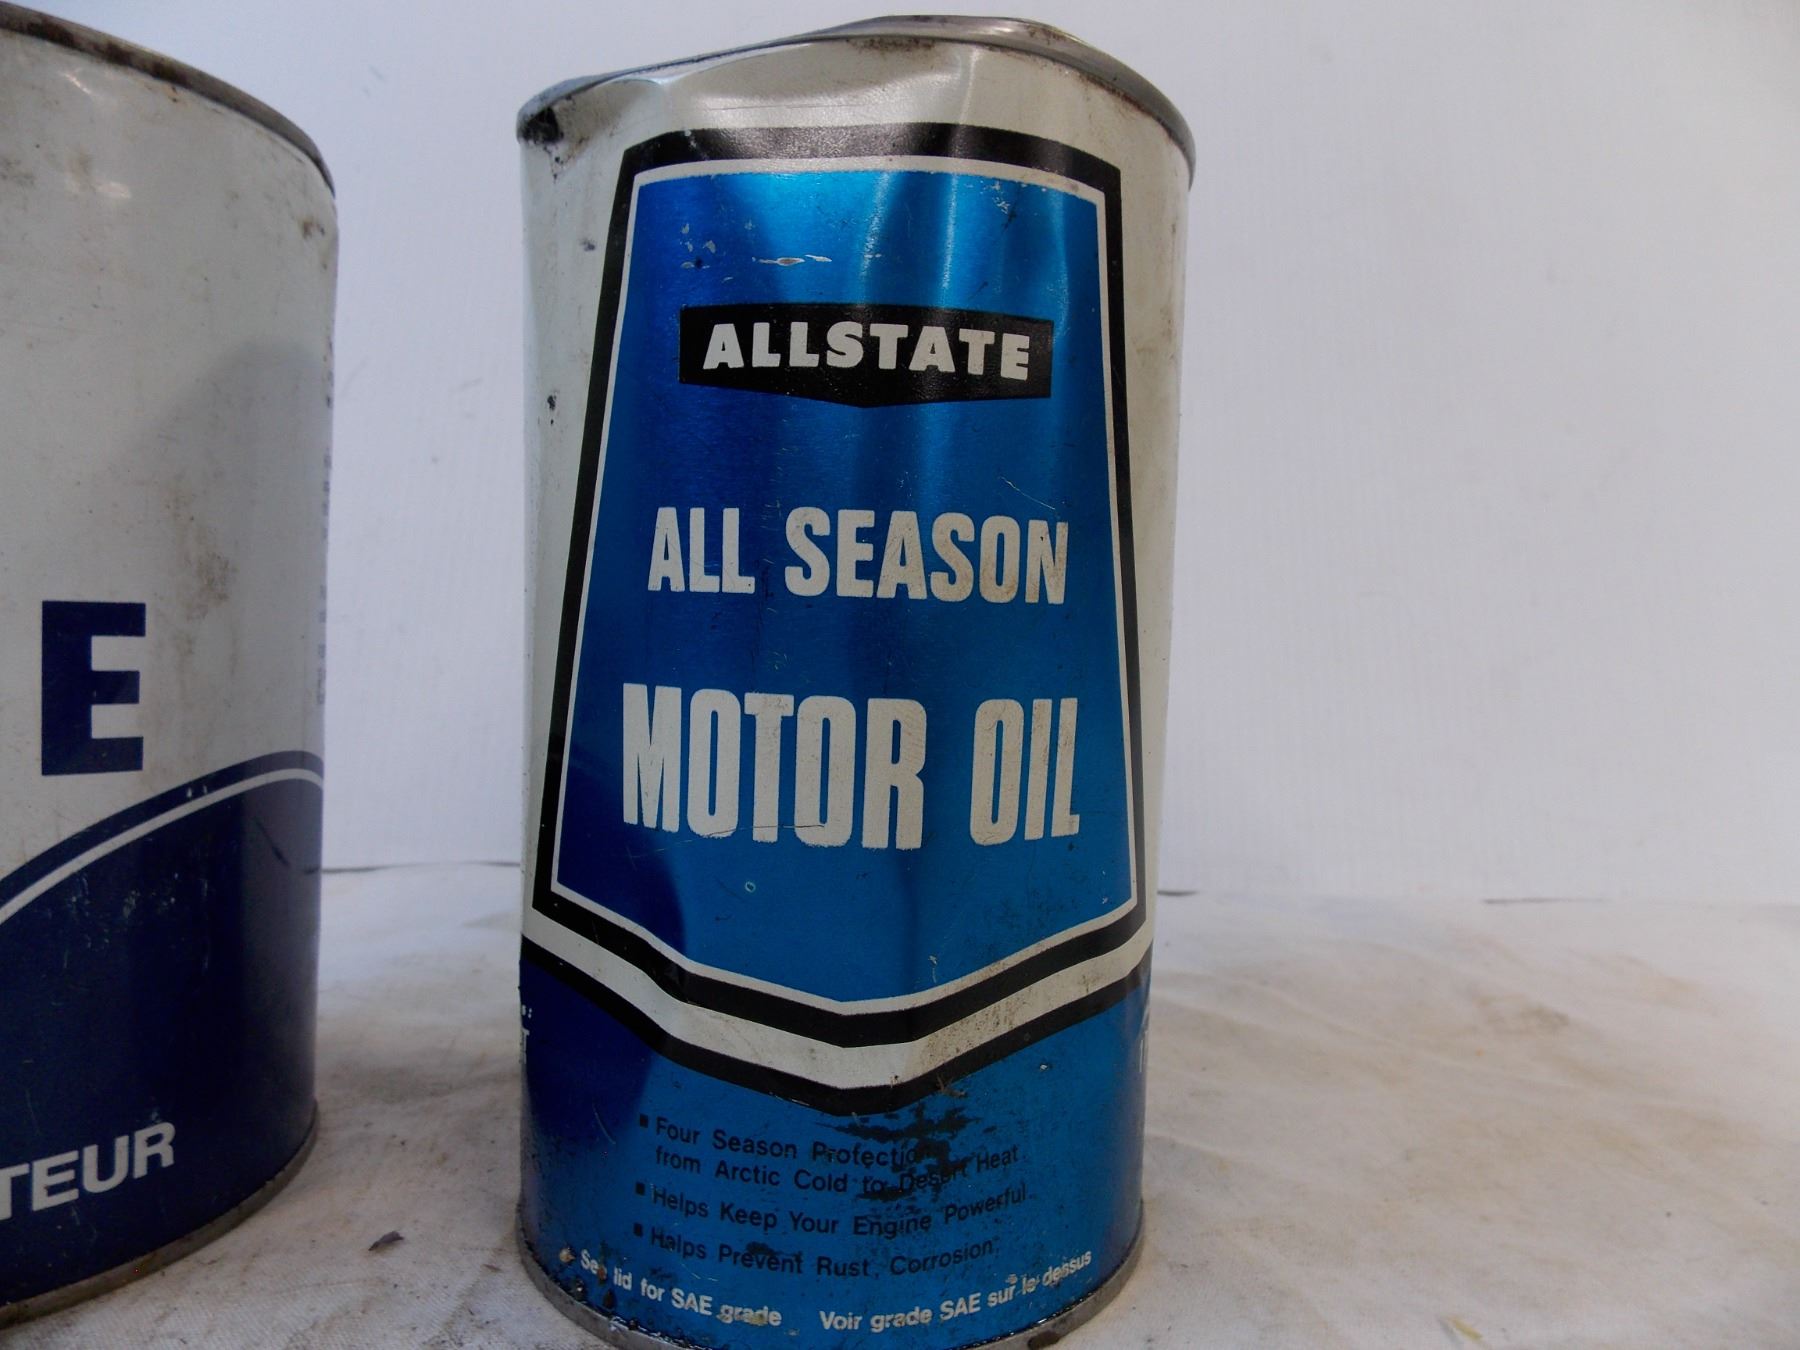 E
TEUR
ALLSTATE
ALL SEASON
MOTOR OIL
▪ Four Season Protection
from Arctic Cold to Desert Heat
▪ Helps Keep Your Engine Powerful
▪ Helps Prevent Rust, Corrosion
See lid for SAE grade Voir grade SAE sur le dessus